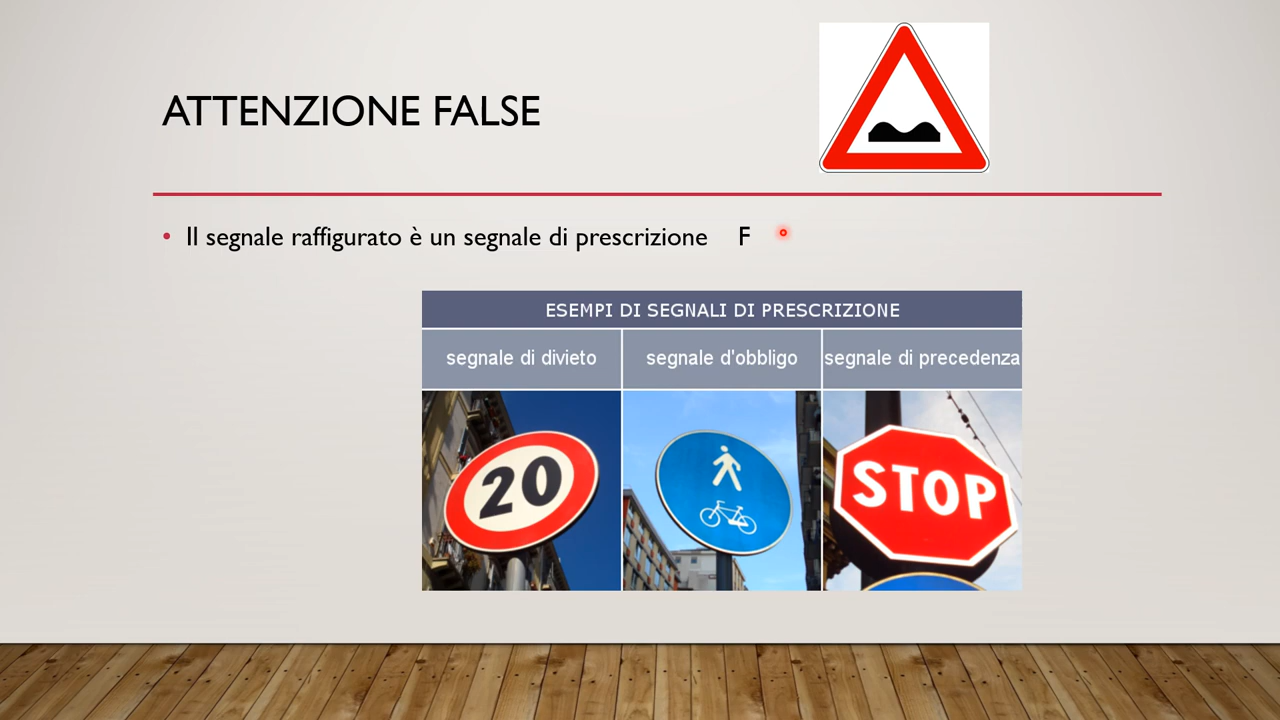 ATTENZIONE FALSE
Il segnale raffigurato è un segnale di prescrizione F
ESEMPI DI SEGNALI DI PRESCRIZIONE
segnale di divieto segnale d'obbligo segnale di precedenza
20 STOP